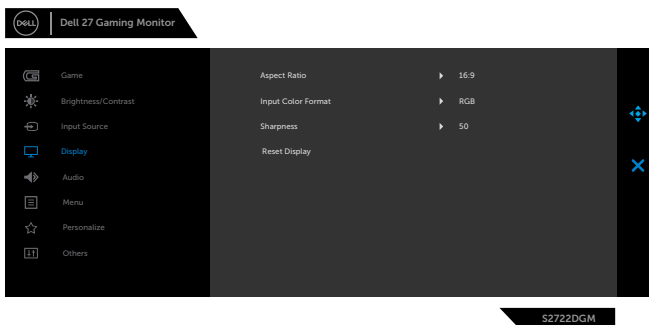 DELL
Dell 27 Gaming Monitor
Game
Aspect Ratio 16:9
Brightness/Contrast
Input Color Format RGB
Input Source
Sharpness 50
Display
Reset Display
Audio
Menu
Personalize
Others
S2722DGM